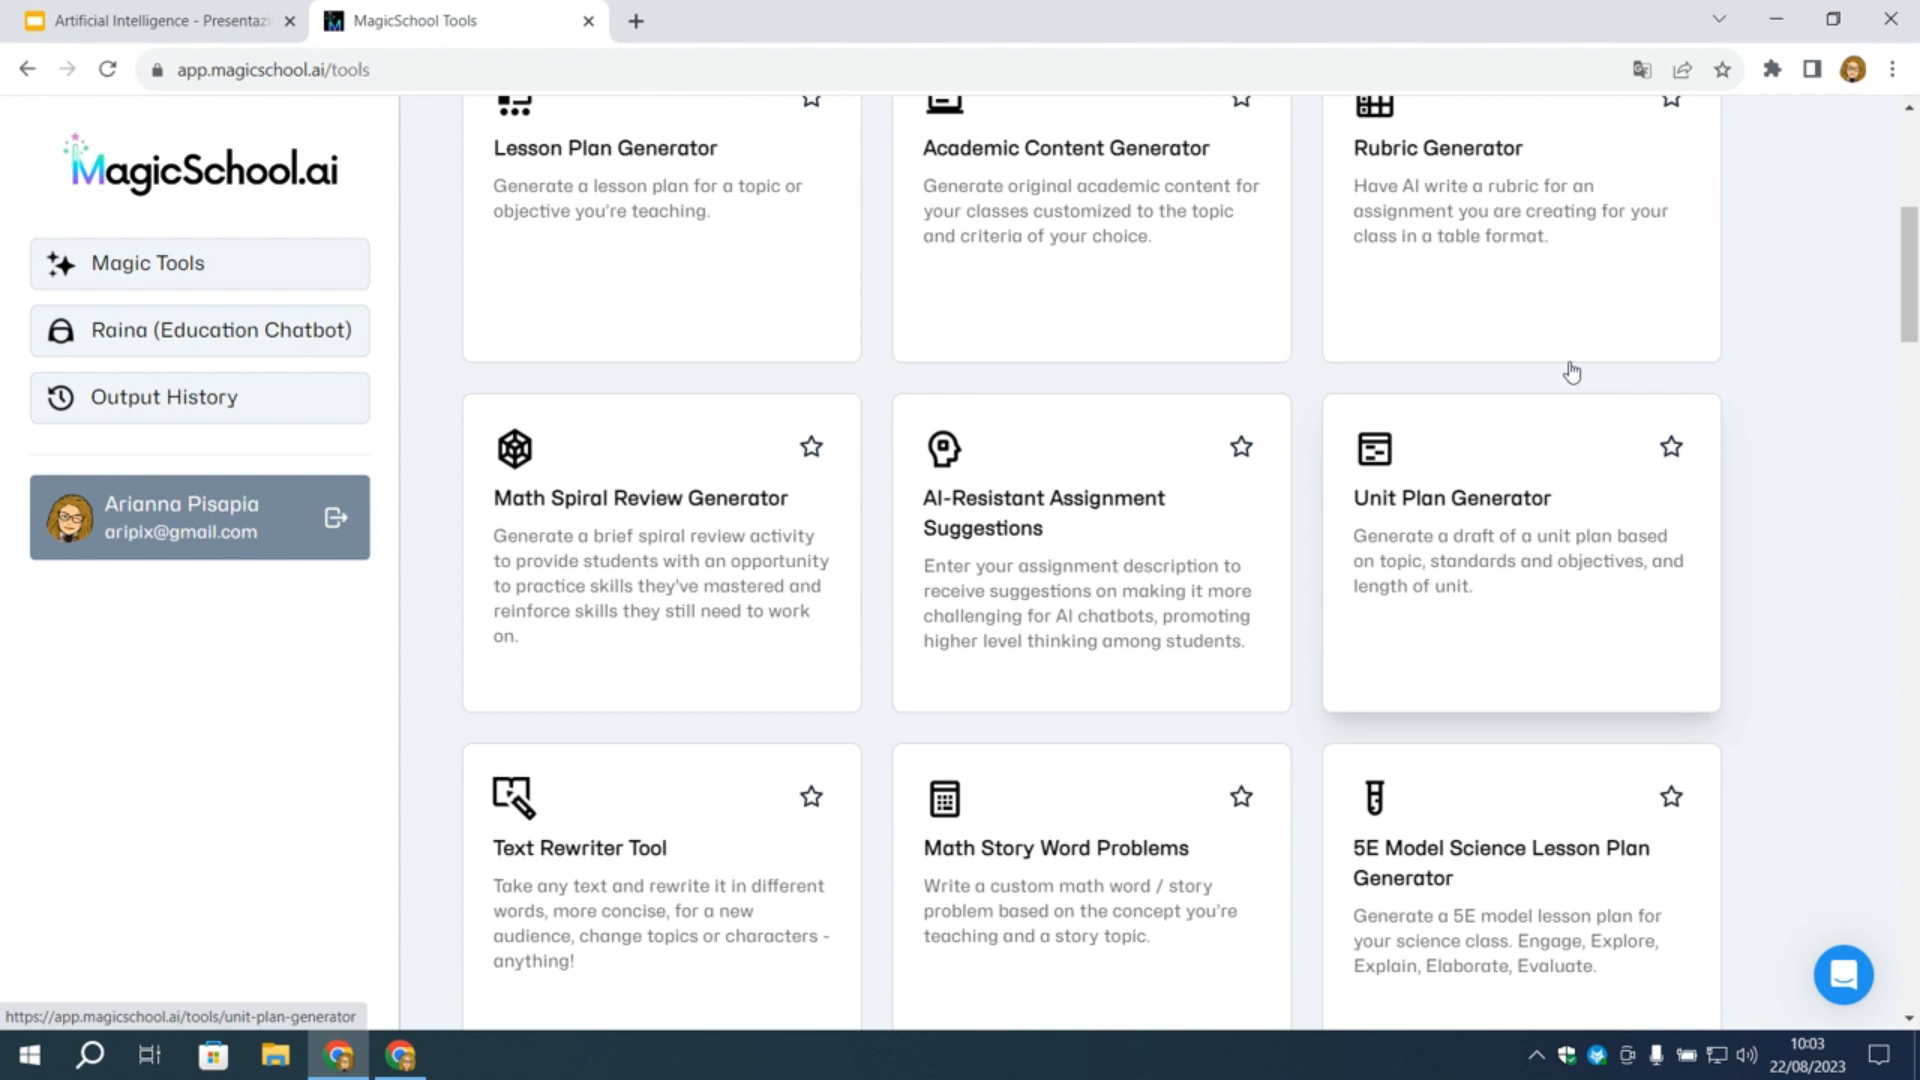 Artificial Intelligence - Presentazi
MagicSchool Tools
app.magicschool.ai/tools
MagicSchool.ai
Magic Tools
Raina (Education Chatbot)
Output History
Arianna Pisapia
aripix@gmail.com
Lesson Plan Generator
Generate a lesson plan for a topic or
objective you're teaching.
Academic Content Generator
Generate original academic content for
your classes customized to the topic
and criteria of your choice.
Rubric Generator
Have AI write a rubric for an
assignment you are creating for your
class in a table format.
Math Spiral Review Generator
Generate a brief spiral review activity
to provide students with an opportunity
to practice skills they've mastered and
reinforce skills they still need to work
on.
AI-Resistant Assignment
Suggestions
Enter your assignment description to
receive suggestions on making it more
challenging for AI chatbots, promoting
higher level thinking among students.
Unit Plan Generator
Generate a draft of a unit plan based
on topic, standards and objectives, and
length of unit.
Text Rewriter Tool
Take any text and rewrite it in different
words, more concise, for a new
audience, change topics or characters -
anything!
Math Story Word Problems
Write a custom math word / story
problem based on the concept you're
teaching and a story topic.
5E Model Science Lesson Plan
Generator
Generate a 5E model lesson plan for
your science class. Engage, Explore,
Explain, Elaborate, Evaluate.
https://app.magicschool.ai/tools/unit-plan-generator
10:03
22/08/2023